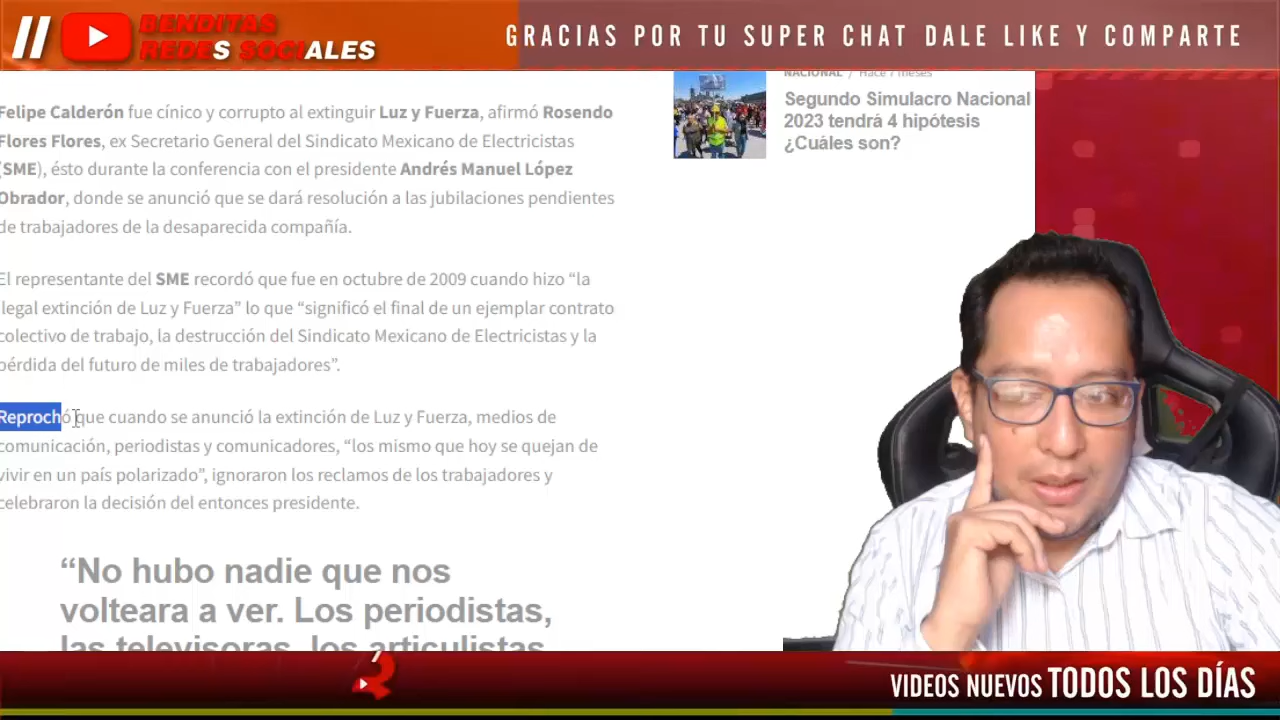 BENDITAS
REDES SOCIALES
GRACIAS POR TU SUPER CHAT DALE LIKE Y COMPARTE
Felipe Calderón fue cínico y corrupto al extinguir Luz y Fuerza, afirmó Rosendo
Flores Flores, ex Secretario General del Sindicato Mexicano de Electricistas
(SME), ésto durante la conferencia con el presidente Andrés Manuel López
Obrador, donde se anunció que se dará resolución a las jubilaciones pendientes
de trabajadores de la desaparecida compañía.
El representante del SME recordó que fue en octubre de 2009 cuando hizo “la
legal extinción de Luz y Fuerza” lo que “significó el final de un ejemplar contrato
colectivo de trabajo, la destrucción del Sindicato Mexicano de Electricistas y la
pérdida del futuro de miles de trabajadores”.
Reprochó que cuando se anunció la extinción de Luz y Fuerza, medios de
comunicación, periodistas y comunicadores, “los mismo que hoy se quejan de
vivir en un país polarizado”, ignoraron los reclamos de los trabajadores y
celebraron la decisión del entonces presidente.
“No hubo nadie que nos
volteara a ver. Los periodistas,
las televisoras, los articulistas
NACIONAL / Hace 7 meses
Segundo Simulacro Nacional
2023 tendrá 4 hipótesis
¿Cuáles son?
VIDEOS NUEVOS TODOS LOS DÍAS